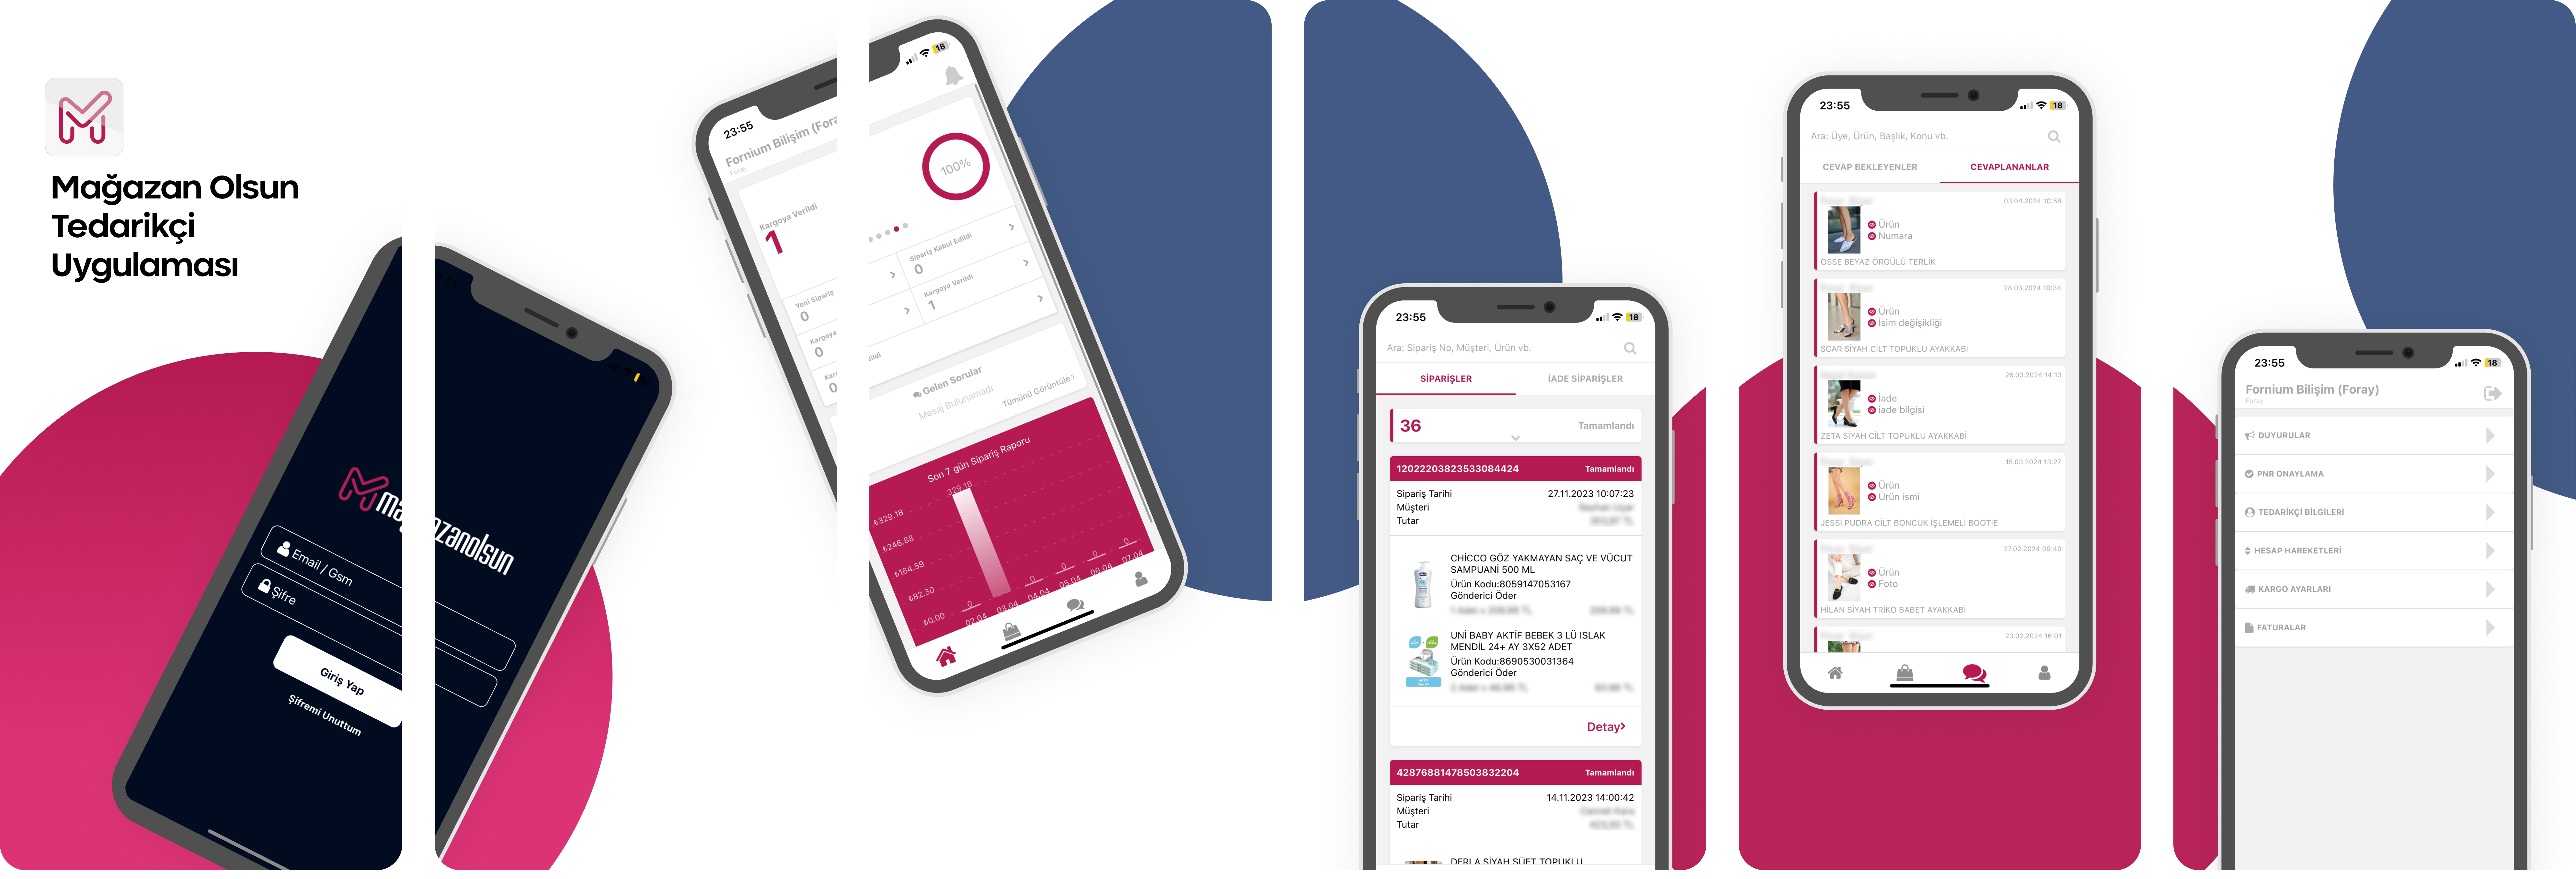 Mağazan Olsun
Tedarikçi
Uygulaması
23:55
mağazanolsun
Email / Gsm
Şifre
Giriş Yap
Şifremi Unuttum
23:55
18
Fornium Bilişim (Fora
Foray
Kargoya Verildi
1
100%
Yeni Sipariş
0
Sipariş Kabul Edildi
0
Kargoya
0
Kargoya Verildi
1
0
Gelen Sorular
Mesaj Bulunamadı
Tümünü Görüntüle
Son 7 gün Sipariş Raporu
329.18
₺329.18
₺246.88
₺164.59
₺82.30
₺0.00
0
0
0
0
0
02.04
03.04
04.04
05.04
06.04
07.04
23:55
18
Ara: Sipariş No, Müşteri, Ürün vb.
SİPARİŞLER
İADE SİPARİŞLER
36
Tamamlandı
12022203823533084424
Tamamlandı
Sipariş Tarihi
27.11.2023 10:07:23
Müşteri
Tutar
CHİCCO GÖZ YAKMAYAN SAÇ VE VÜCUT
SAMPUANİ 500 ML
Ürün Kodu:8059147053167
Gönderici Öder
UNİ BABY AKTİF BEBEK 3 LÜ ISLAK
MENDİL 24+ AY 3X52 ADET
Ürün Kodu:8690530031364
Gönderici Öder
Detay
42876881478503832204
Tamamlandı
Sipariş Tarihi
14.11.2023 14:00:42
Müşteri
Tutar
DERLA SİYAH SÜET TOPUKLU
23:55
18
Ara: Üye, Ürün, Başlık, Konu vb.
CEVAP BEKLEYENLER
CEVAPLANANLAR
03.04.2024 10:58
Ürün
Numara
OSSE BEYAZ ÖRGÜLÜ TERLİK
28.03.2024 10:34
Ürün
İsim değişikliği
SCAR SİYAH CİLT TOPUKLU AYAKKABI
26.03.2024 14:13
İade
iade bilgisi
ZETA SİYAH CİLT TOPUKLU AYAKKABİ
15.03.2024 13:27
Ürün
Ürün ismi
JESSİ PUDRA CİLT BONCUK İŞLEMELİ BOOTİE
27.02.2024 09:40
Ürün
Foto
HİLAN SİYAH TRİKO BABET AYAKKABİ
23.02.2024 16:01
23:55
18
Fornium Bilişim (Foray)
Foray
DUYURULAR
PNR ONAYLAMA
TEDARİKÇİ BİLGİLERİ
HESAP HAREKETLERİ
KARGO AYARLARI
FATURALAR